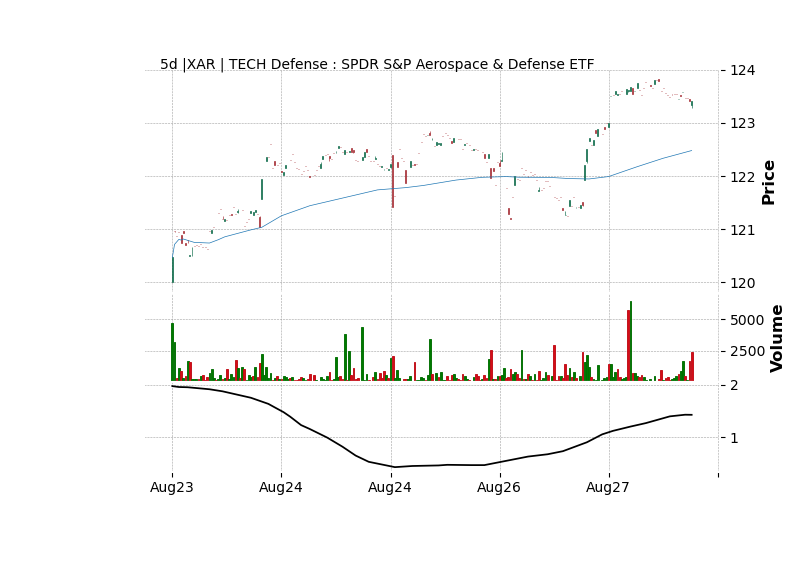 5d |XAR | TECH Defense : SPDR S&P Aerospace & Defense ETF
124
123
122
121
120
Price
5000
2500
Volume
2
1
Aug23 Aug24 Aug24 Aug26 Aug27